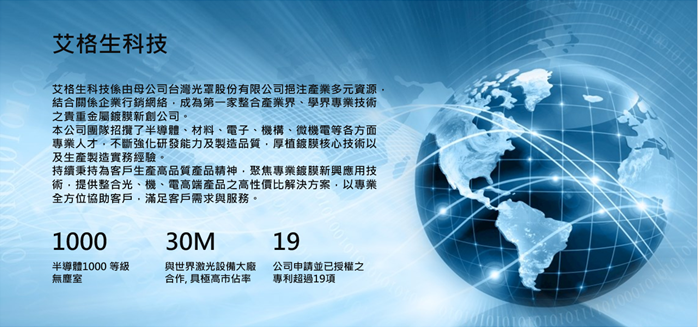 艾格生科技
艾格生科技係由母公司台灣光罩股份有限公司挹注產業多元資源，
結合關係企業行銷網絡，成為第一家整合產業界、學界專業技術
之貴重金屬鍍膜新創公司。
本公司團隊招攬了半導體、材料、電子、機構、微機電等各方面
專業人才，不斷強化研發能力及製造品質，厚植鍍膜核心技術以
及生產製造實務經驗。
持續秉持為客戶生產高品質產品精神，聚焦專業鍍膜新興應用技
術，提供整合光、機、電高端產品之高性價比解決方案，以專業
全方位協助客戶，滿足客戶需求與服務。
1000
半導體1000 等級
無塵室
30M
與世界激光設備大廠
合作, 具極高市佔率
19
公司申請並已授權之
專利超過19項